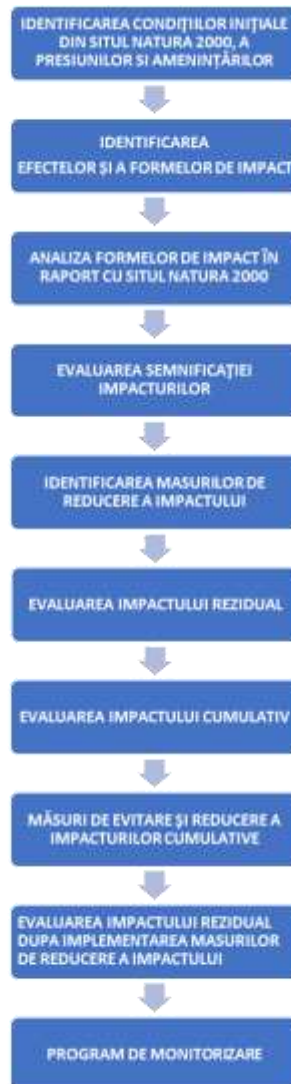 IDENTIFICAREA CONDIȚIILOR INIȚIALE
DIN SITUL NATURA 2000, A
PRESIUNILOR SI AMENINȚĂRILOR
IDENTIFICAREA
EFECTELOR ȘI A FORMELOR DE IMPACT
ANALIZA FORMELOR DE IMPACT ÎN
RAPORT CU SITUL NATURA 2000
EVALUAREA SEMNIFICAȚIEI
IMPACTURILOR
IDENTIFICAREA MASURILOR DE
REDUCERE A IMPACTULUI
EVALUAREA IMPACTULUI REZIDUAL
EVALUAREA IMPACTULUI CUMULATIV
MĂSURI DE EVITARE ȘI REDUCERE A
IMPACTURILOR CUMULATIVE
EVALUAREA IMPACTULUI REZIDUAL
DUPA IMPLEMENTAREA MASURILOR
DE REDUCERE A IMPACTULUI
PROGRAM DE MONITORIZARE